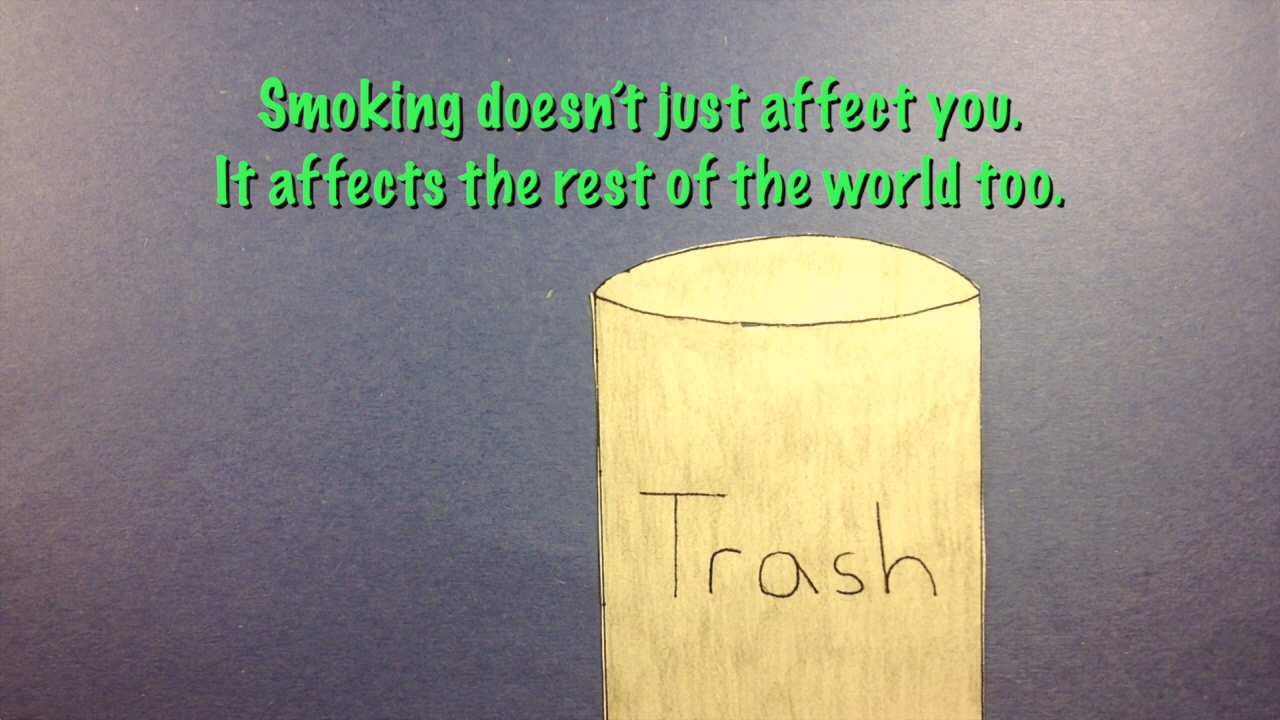 Smoking doesn't just affect you.
It affects the rest of the world too.
Trash